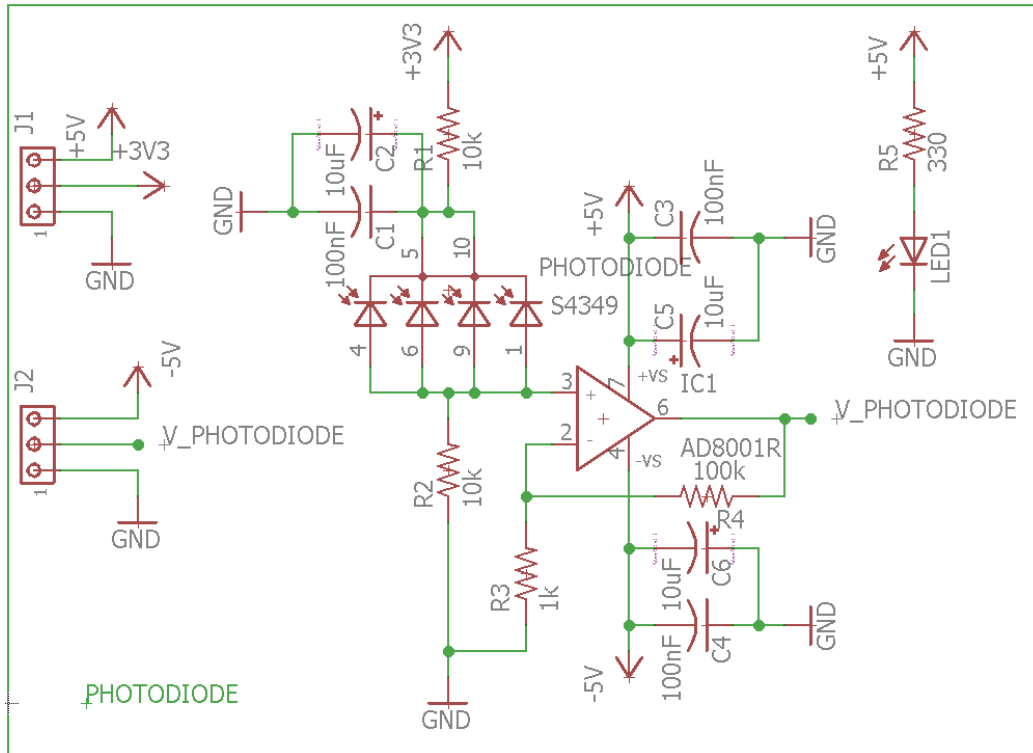 J1
+5V
+3V3
1
GND
J2
-5V
V_PHOTODIODE
1
GND
PHOTODIODE
+3V3
R1
10k
10uF
C2
GND
100nF
C1
5
10
PHOTODIODE
S4349
4
6
9
1
R2
10k
R3
1k
GND
+5V
C3
100nF
GND
C5
10uF
IC1
+VS
7
3
+
2
-
6
4
-VS
AD8001R
100k
R4
V_PHOTODIODE
10uF
C6
100nF
C4
GND
-5V
+5V
R5
330
LED1
GND